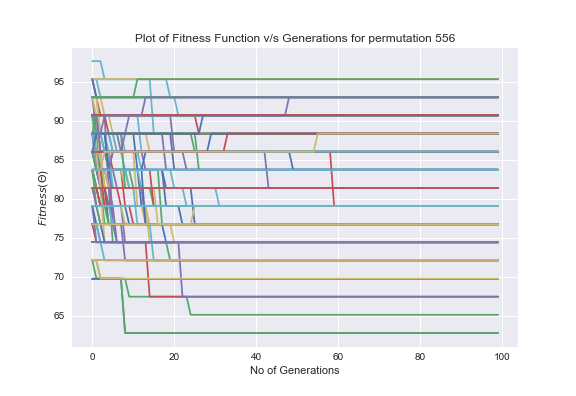 Plot of Fitness Function v/s Generations for permutation 556
Fitness(Θ)
95
90
85
80
75
70
65
0 20 40 60 80 100
No of Generations